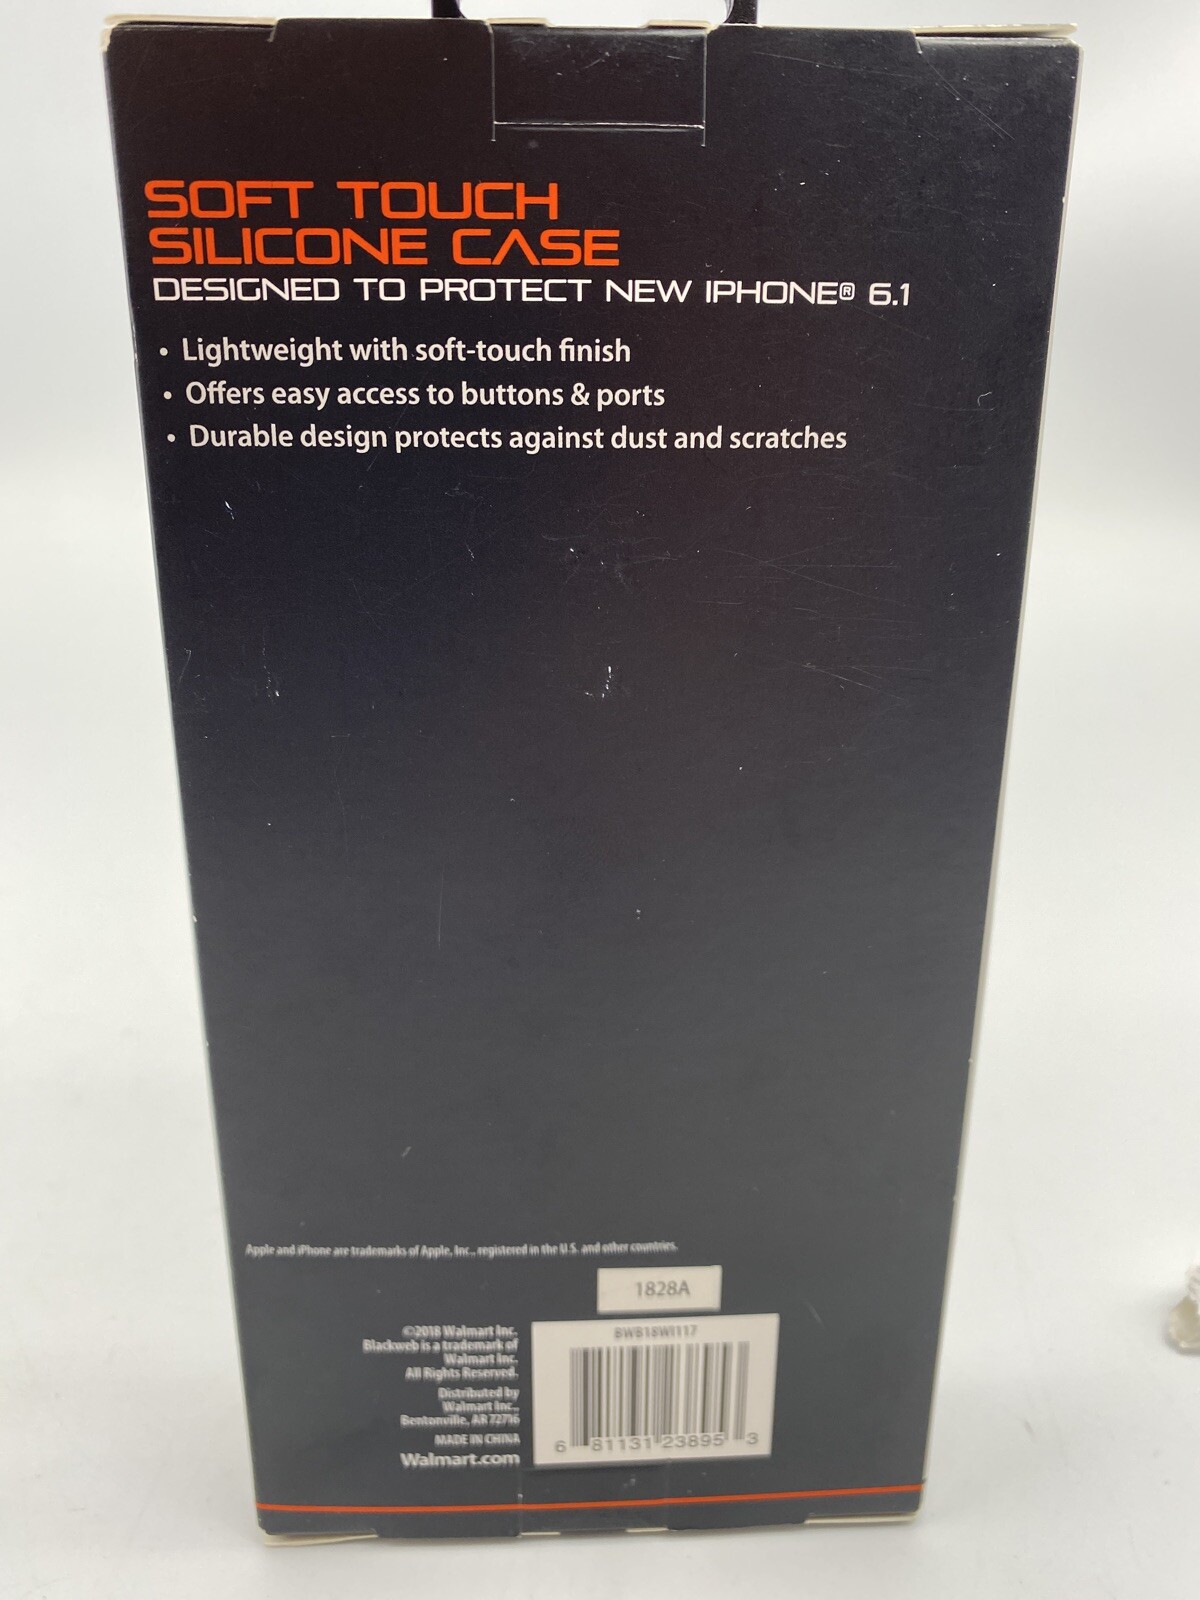 SOFT TOUCH
SILICONE CASE
DESIGNED TO PROTECT NEW IPHONE® 6.1
• Lightweight with soft-touch finish
• Offers easy access to buttons & ports
• Durable design protects against dust and scratches
Apple and iPhone are trademarks of Apple, Inc., registered in the U.S. and other countries.
1828A
©2018 Walmart Inc.
Blackweb is a trademark of
Walmart Inc.
All Rights Reserved.
Distributed by
Walmart Inc.,
Bentonville, AR 72716
MADE IN CHINA
Walmart.com
BWB18WI117
6 81131 23895 3